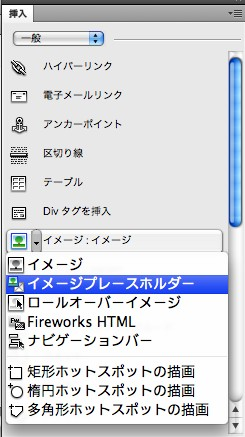 挿入
一般
ハイパーリンク
電子メールリンク
アンカーポイント
区切り線
テーブル
Div タグを挿入
イメージ : イメージ
イメージ
イメージプレースホルダー
ロールオーバーイメージ
Fireworks HTML
ナビゲーションバー
矩形ホットスポットの描画
楕円ホットスポットの描画
多角形ホットスポットの描画